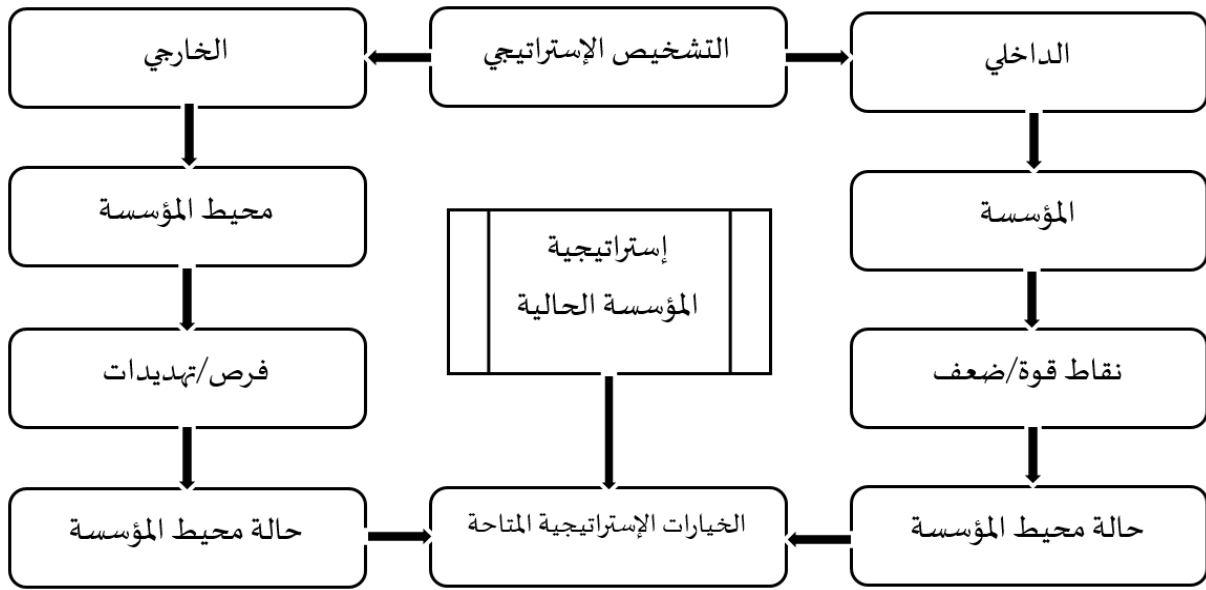 الداخلي
التشخيص الإستراتيجي
الخارجي
المؤسسة
محيط المؤسسة
إستراتيجية
المؤسسة الحالية
نقاط قوة/ضعف
فرص/تهديدات
حالة محيط المؤسسة
الخيارات الإستراتيجية المتاحة
حالة محيط المؤسسة